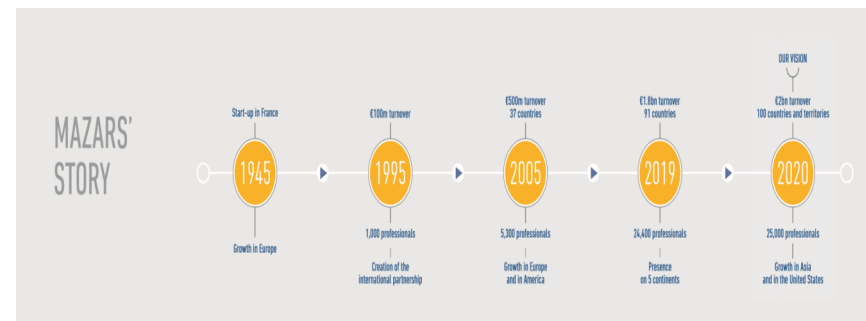 MAZARS'
STORY
Start-up in France
1945
Growth in Europe
€100m turnover
1995
1,000 professionals
Creation of the
international partnership
€500m turnover
37 countries
2005
5,300 professionals
Growth in Europe
and in America
€1.8bn turnover
91 countries
2019
24,400 professionals
Presence
on 5 continents
OUR VISION
€2bn turnover
100 countries and territories
2020
25,000 professionals
Growth in Asia
and in the United States